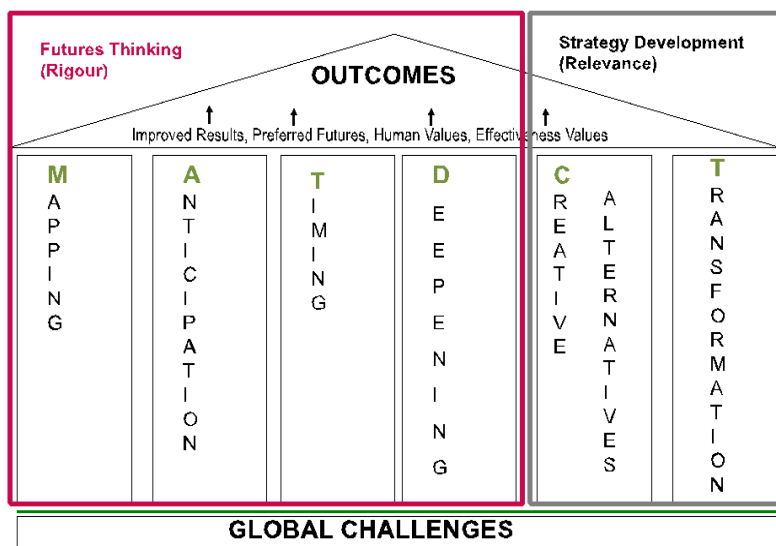 Futures Thinking
(Rigour)
Strategy Development
(Relevance)
OUTCOMES
Improved Results, Preferred Futures, Human Values, Effectiveness Values
MAPPING
ANTICIPATION
TIMING
DEEPENING
CREATIVE
ALTERNATIVES
TRANSFORMATION
GLOBAL CHALLENGES